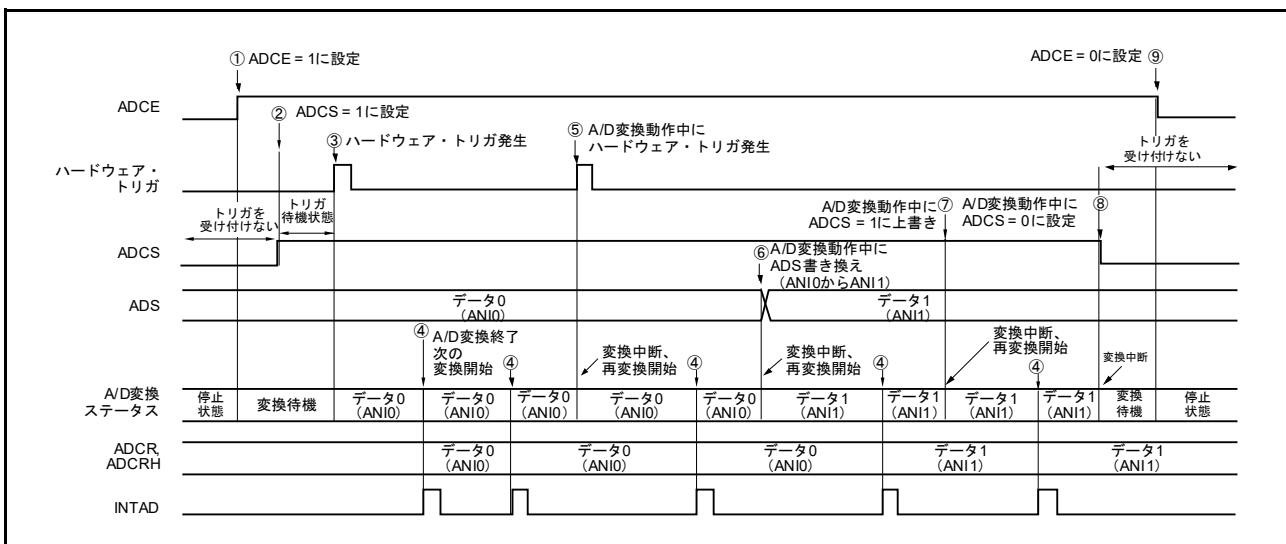 ① ADCE = 1に設定
ADCE = 0に設定 ⑨
ADCE
② ADCS = 1に設定
③ ハードウェア・トリガ発生
⑤ A/D変換動作中に
ハードウェア・トリガ発生
トリガを
受け付けない
ハードウェア・
トリガ
トリガを
受け付けない
トリガ
待機状態
A/D変換動作中に⑦
ADCS = 1に上書き
A/D変換動作中に ⑧
ADCS = 0に設定
ADCS
⑥ A/D変換動作中に
ADS書き換え
(ANI0からANI1)
ADS
データ0
(ANI0)
データ1
(ANI1)
④ A/D変換終了
次の
変換開始
④
変換中断、
再変換開始
④
変換中断、
再変換開始
④
変換中断、
再変換開始
④
変換中断
A/D変換
ステータス
停止
状態
変換待機
データ0
(ANI0)
データ0
(ANI0)
データ0
(ANI0)
データ0
(ANI0)
データ0
(ANI0)
データ1
(ANI1)
データ1
(ANI1)
データ1
(ANI1)
データ1
(ANI1)
変換
待機
停止
状態
ADCR,
ADCRH
データ0
(ANI0)
データ0
(ANI0)
データ0
(ANI0)
データ1
(ANI1)
データ1
(ANI1)
INTAD